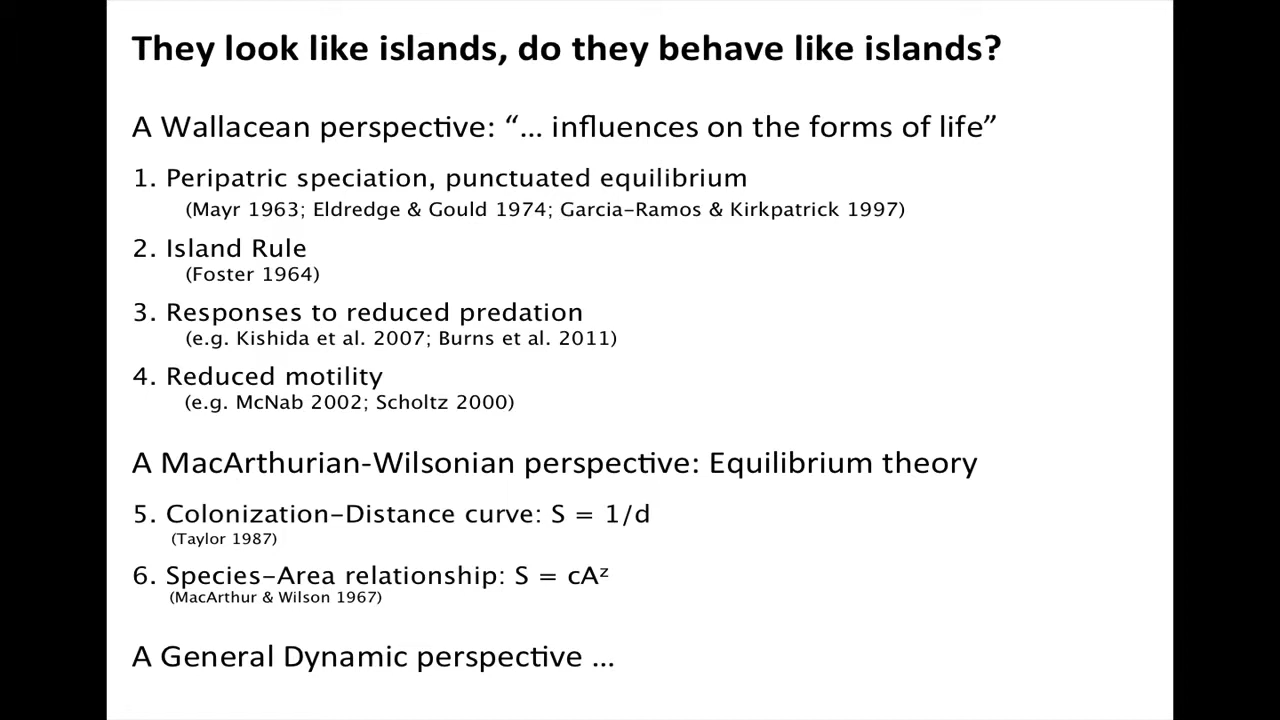 They look like islands, do they behave like islands?
A Wallacean perspective: “... influences on the forms of life”
1. Peripatric speciation, punctuated equilibrium
(Mayr 1963; Eldredge & Gould 1974; Garcia-Ramos & Kirkpatrick 1997)
2. Island Rule
(Foster 1964)
3. Responses to reduced predation
(e.g. Kishida et al. 2007; Burns et al. 2011)
4. Reduced motility
(e.g. McNab 2002; Scholtz 2000)
A MacArthurian-Wilsonian perspective: Equilibrium theory
5. Colonization-Distance curve: S = 1/d
(Taylor 1987)
6. Species-Area relationship: S = cAᶻ
(MacArthur & Wilson 1967)
A General Dynamic perspective ...